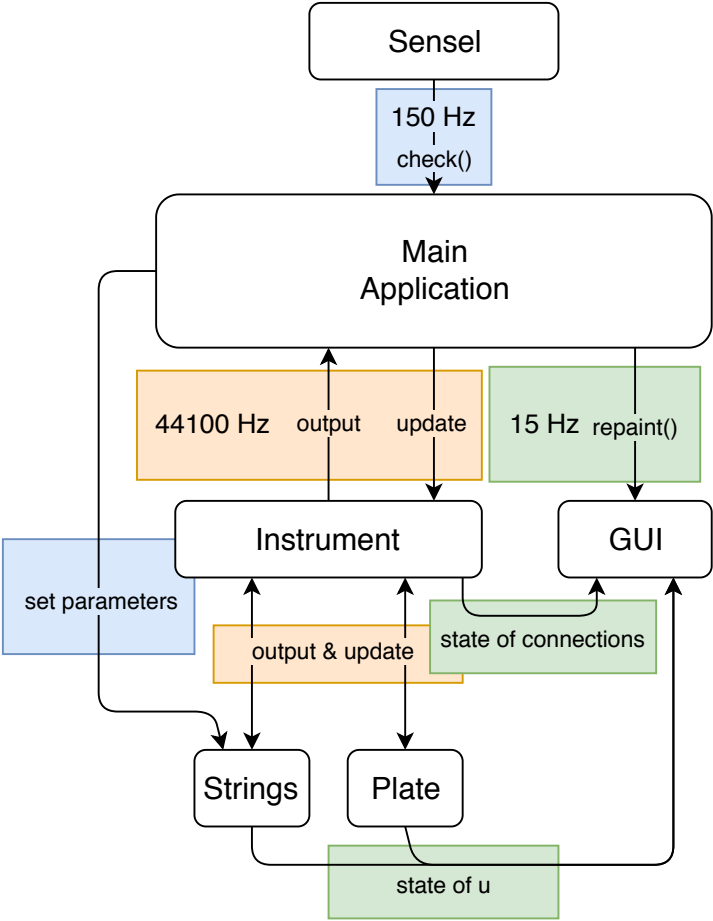 Sensel
150 Hz
check()
Main
Application
44100 Hz
output
update
15 Hz
repaint()
Instrument
GUI
set parameters
output & update
state of connections
Strings
Plate
state of u